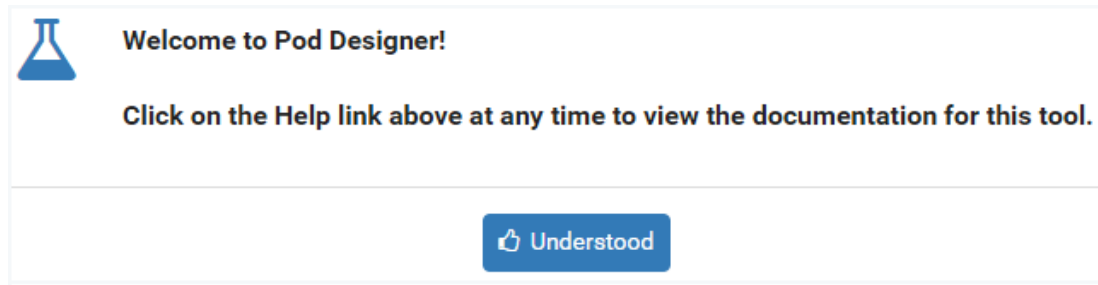 Welcome to Pod Designer!
Click on the Help link above at any time to view the documentation for this tool.
Understood